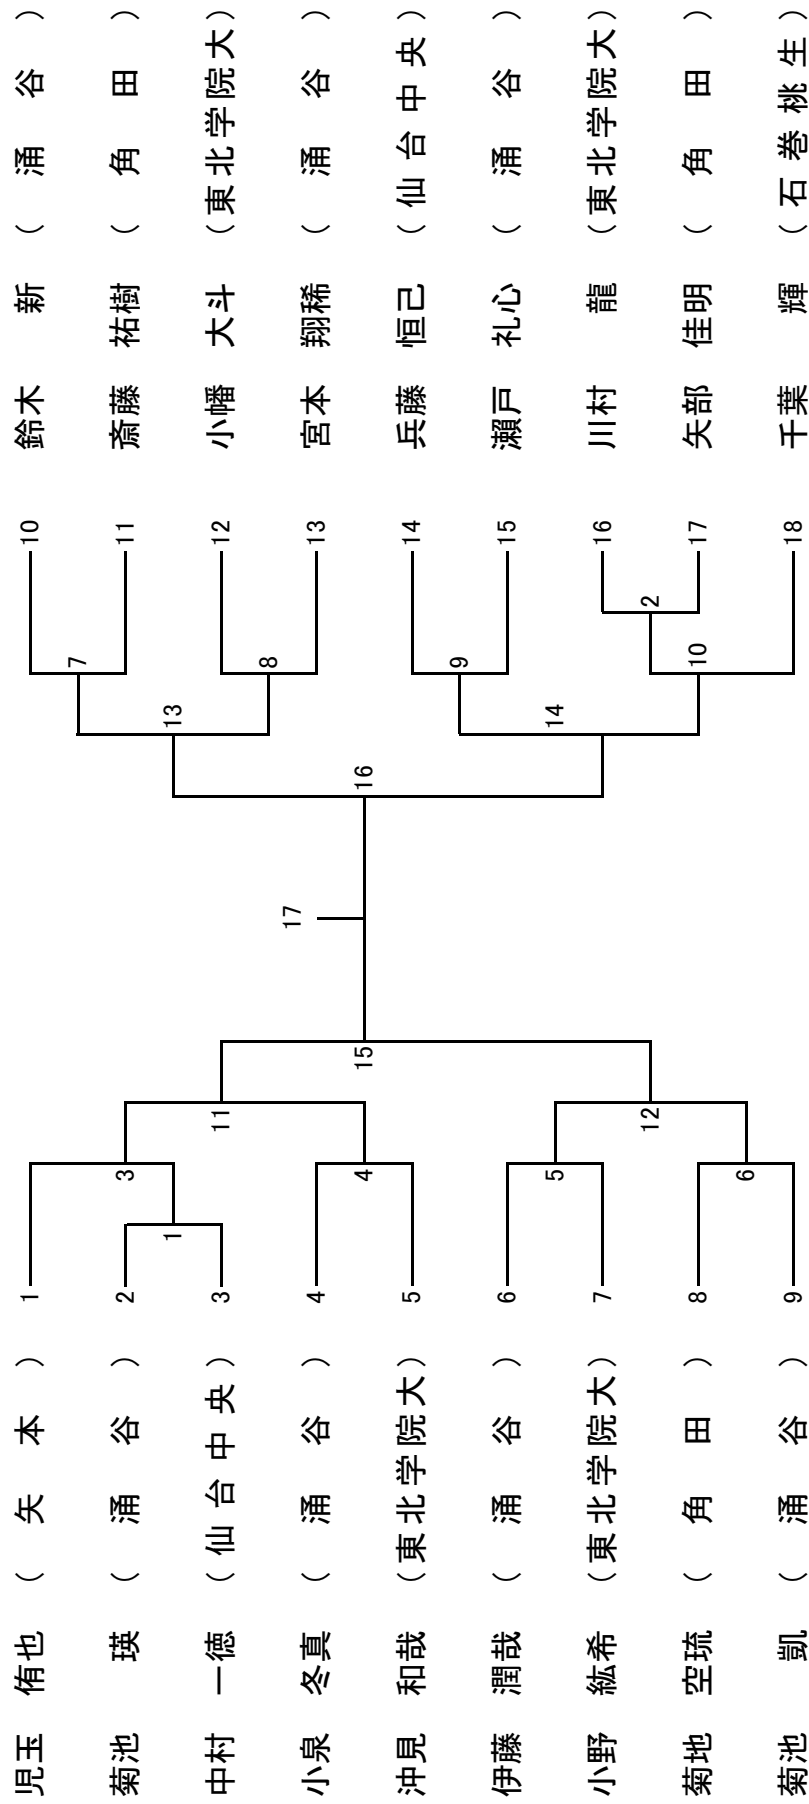 児玉 侑也 ( 矢 本 ) 1 10 鈴木 新 ( 涌 谷 )
7
菊池 瑛 ( 涌 谷 ) 2 3 11 斎藤 祐樹 ( 角 田 )
1 13
中村 一徳 ( 仙 台 中 央 ) 3 11 12 小幡 大斗 (東北学院大)
8
17
小泉 冬真 ( 涌 谷 ) 4 13 宮本 翔稀 ( 涌 谷 )
4 15 16
沖見 和哉 (東北学院大) 5 14 兵藤 恒己 ( 仙 台 中 央 )
9
伊藤 潤哉 ( 涌 谷 ) 6 15 瀬戸 礼心 ( 涌 谷 )
5 14
小野 紘希 (東北学院大) 7 16 川村 龍 (東北学院大)
12 2
菊地 空琉 ( 角 田 ) 8 10 17 矢部 佳明 ( 角 田 )
6
菊池 凱 ( 涌 谷 ) 9 18 千葉 輝 ( 石 巻 桃 生 )